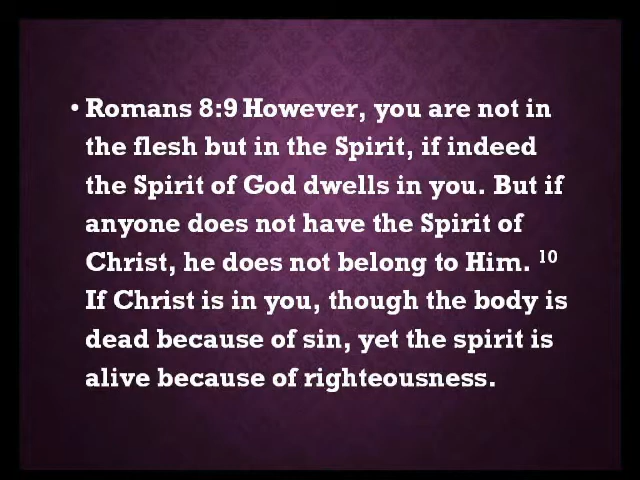 • Romans 8:9 However, you are not in
the flesh but in the Spirit, if indeed
the Spirit of God dwells in you. But if
anyone does not have the Spirit of
Christ, he does not belong to Him. 10
If Christ is in you, though the body is
dead because of sin, yet the spirit is
alive because of righteousness.